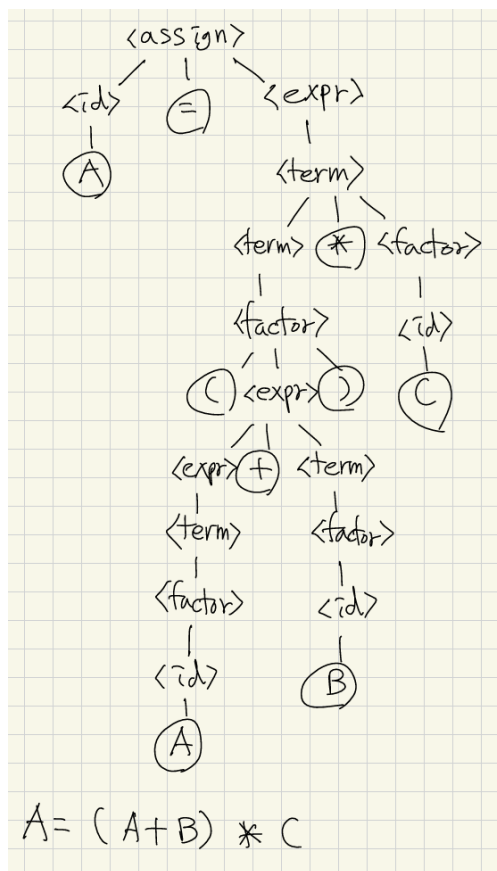 <assign>
<id> = <expr>
A
<term>
<term> * <factor>
<factor> <id>
( <expr> ) C
<expr> + <term>
<term> <factor>
<factor> <id>
<id> B
A
A = (A+B) * C